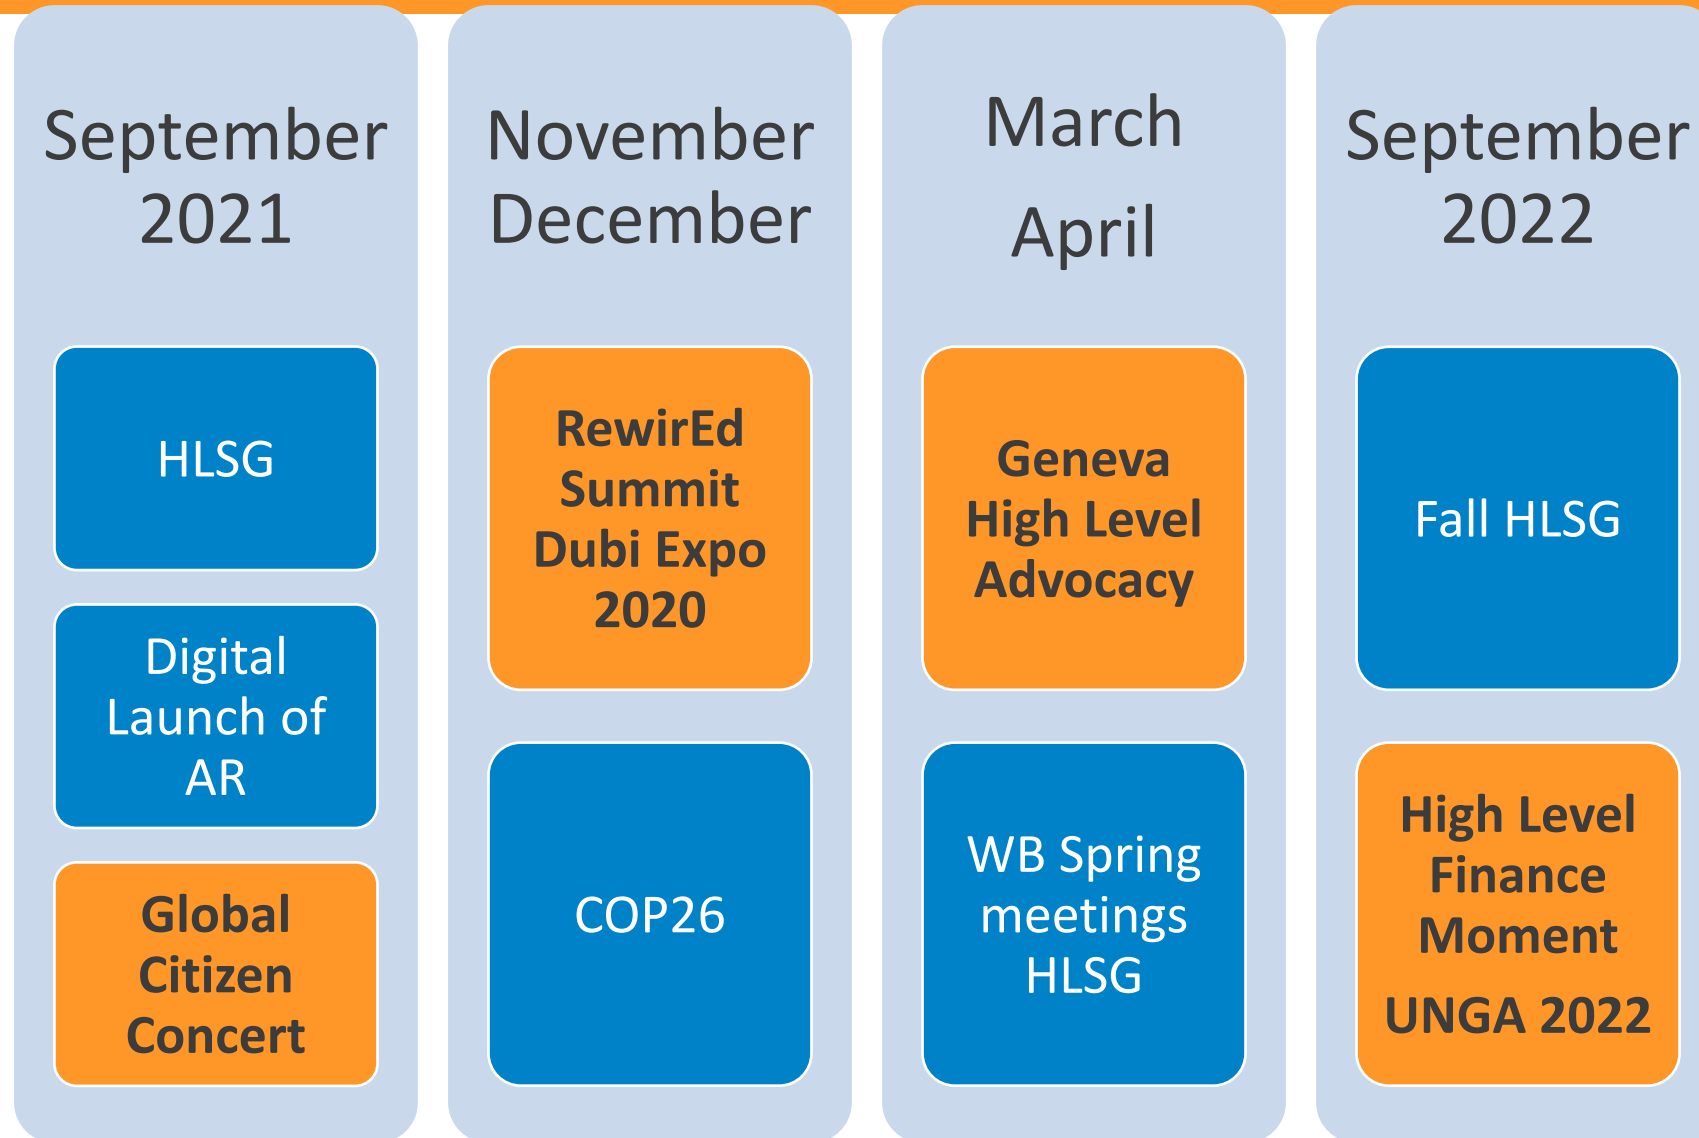 September
2021
HLSG
Digital
Launch of
AR
Global
Citizen
Concert
November
December
RewirEd
Summit
Dubi Expo
2020
COP26
March
April
Geneva
High Level
Advocacy
WB Spring
meetings
HLSG
September
2022
Fall HLSG
High Level
Finance
Moment
UNGA 2022